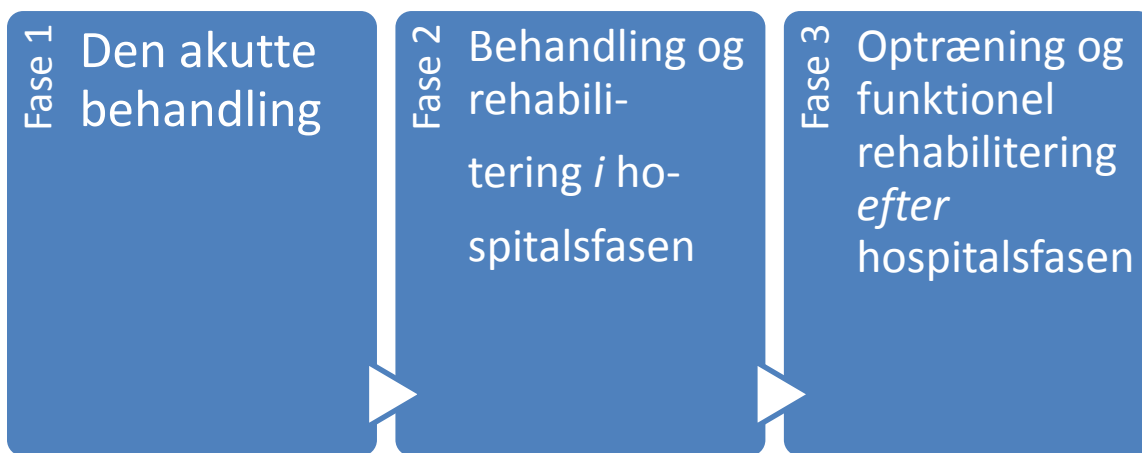 Fase 1
Den akutte
behandling
Fase 2
Behandling og
rehabili-
tering i ho-
spitalsfasen
Fase 3
Optræning og
funktionel
rehabilitering
efter
hospitalsfasen